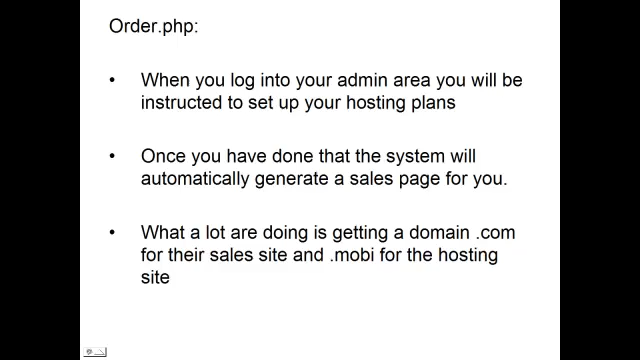 Order.php:
• When you log into your admin area you will be
instructed to set up your hosting plans
• Once you have done that the system will
automatically generate a sales page for you.
• What a lot are doing is getting a domain .com
for their sales site and .mobi for the hosting
site